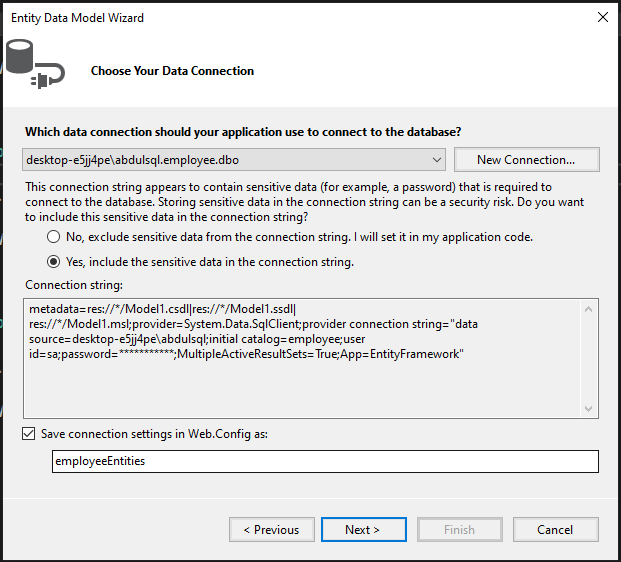 Entity Data Model Wizard
Choose Your Data Connection
Which data connection should your application use to connect to the database?
desktop-e5jj4pe\abdulsql.employee.dbo
New Connection...
This connection string appears to contain sensitive data (for example, a password) that is required to
connect to the database. Storing sensitive data in the connection string can be a security risk. Do you want
to include this sensitive data in the connection string?
No, exclude sensitive data from the connection string. I will set it in my application code.
Yes, include the sensitive data in the connection string.
Connection string:
metadata=res://*/Model1.csdl|res://*/Model1.ssdl|
res://*/Model1.msl;provider=System.Data.SqlClient;provider connection string="data
source=desktop-e5jj4pe\abdulsql;initial catalog=employee;user
id=sa;password=***********;MultipleActiveResultSets=True;App=EntityFramework"
Save connection settings in Web.Config as:
employeeEntities
< Previous
Next >
Finish
Cancel